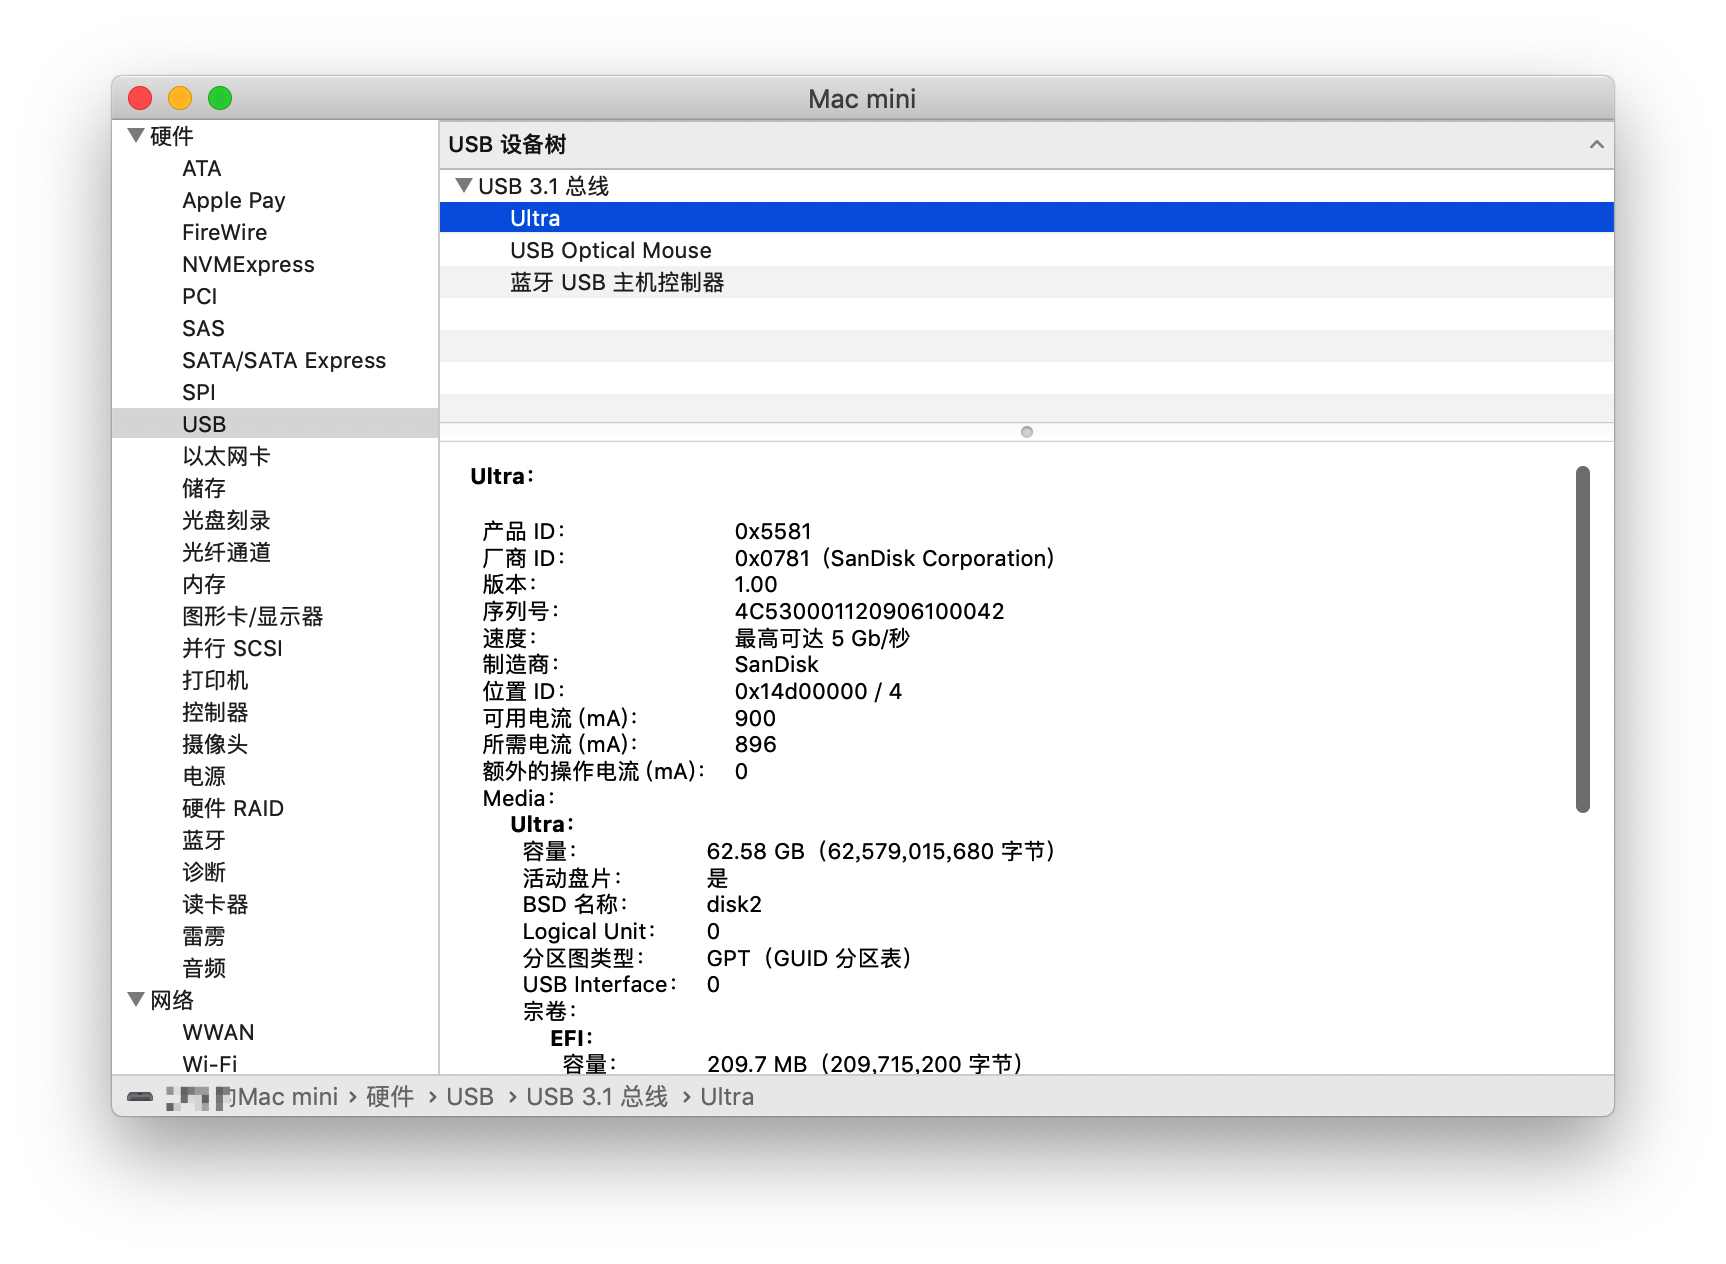 Mac mini
硬件
ATA
Apple Pay
FireWire
NVMExpress
PCI
SAS
SATA/SATA Express
SPI
USB
以太网卡
储存
光盘刻录
光纤通道
内存
图形卡/显示器
并行 SCSI
打印机
控制器
摄像头
电源
硬件 RAID
蓝牙
诊断
读卡器
雷雳
音频
网络
WWAN
Wi-Fi
USB 设备树
USB 3.1 总线
Ultra
USB Optical Mouse
蓝牙 USB 主机控制器
Ultra：
产品 ID： 0x5581
厂商 ID： 0x0781（SanDisk Corporation）
版本： 1.00
序列号： 4C530001120906100042
速度： 最高可达 5 Gb/秒
制造商： SanDisk
位置 ID： 0x14d00000 / 4
可用电流 (mA)： 900
所需电流 (mA)： 896
额外的操作电流 (mA)： 0
Media：
Ultra：
容量： 62.58 GB（62,579,015,680 字节）
活动盘片： 是
BSD 名称： disk2
Logical Unit： 0
分区图类型： GPT（GUID 分区表）
USB Interface： 0
宗卷：
EFI：
容量： 209.7 MB（209,715,200 字节）
Mac mini › 硬件 › USB › USB 3.1 总线 › Ultra